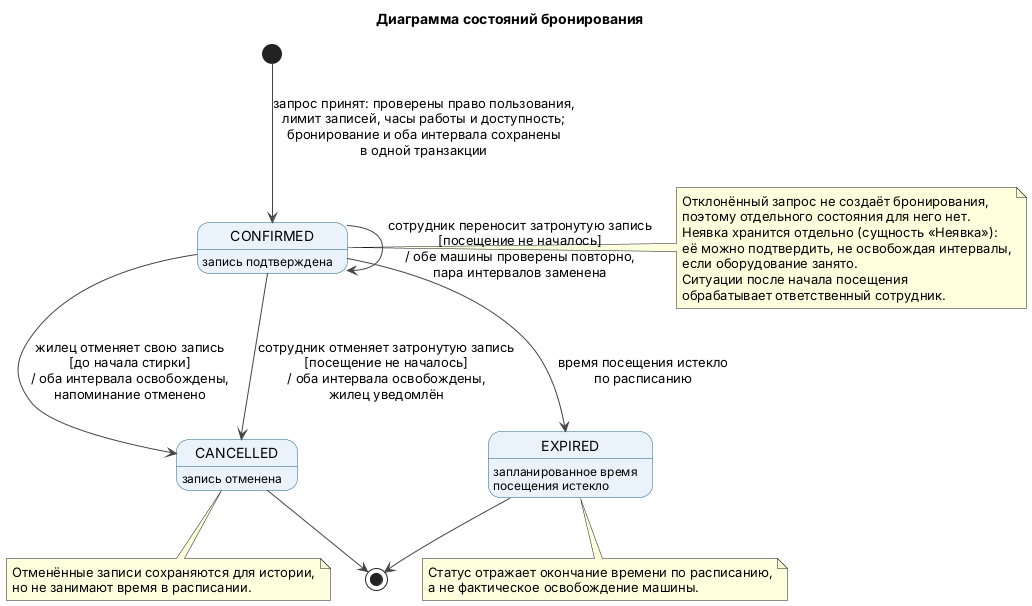 Диаграмма состояний бронирования
запрос принят: проверены право пользования,
лимит записей, часы работы и доступность;
бронирование и оба интервала сохранены
в одной транзакции
Отклонённый запрос не создаёт бронирования,
поэтому отдельного состояния для него нет.
Неявка хранится отдельно (сущность «Неявка»):
её можно подтвердить, не освобождая интервалы,
если оборудование занято.
Ситуации после начала посещения
обрабатывает ответственный сотрудник.
CONFIRMED
запись подтверждена
сотрудник переносит затронутую запись
[посещение не началось]
/ обе машины проверены повторно,
пара интервалов заменена
жилец отменяет свою запись
[до начала стирки]
/ оба интервала освобождены,
напоминание отменено
сотрудник отменяет затронутую запись
[посещение не началось]
/ оба интервала освобождены,
жилец уведомлён
время посещения истекло
по расписанию
CANCELLED
запись отменена
EXPIRED
запланированное время
посещения истекло
Отменённые записи сохраняются для истории,
но не занимают время в расписании.
Статус отражает окончание времени по расписанию,
а не фактическое освобождение машины.